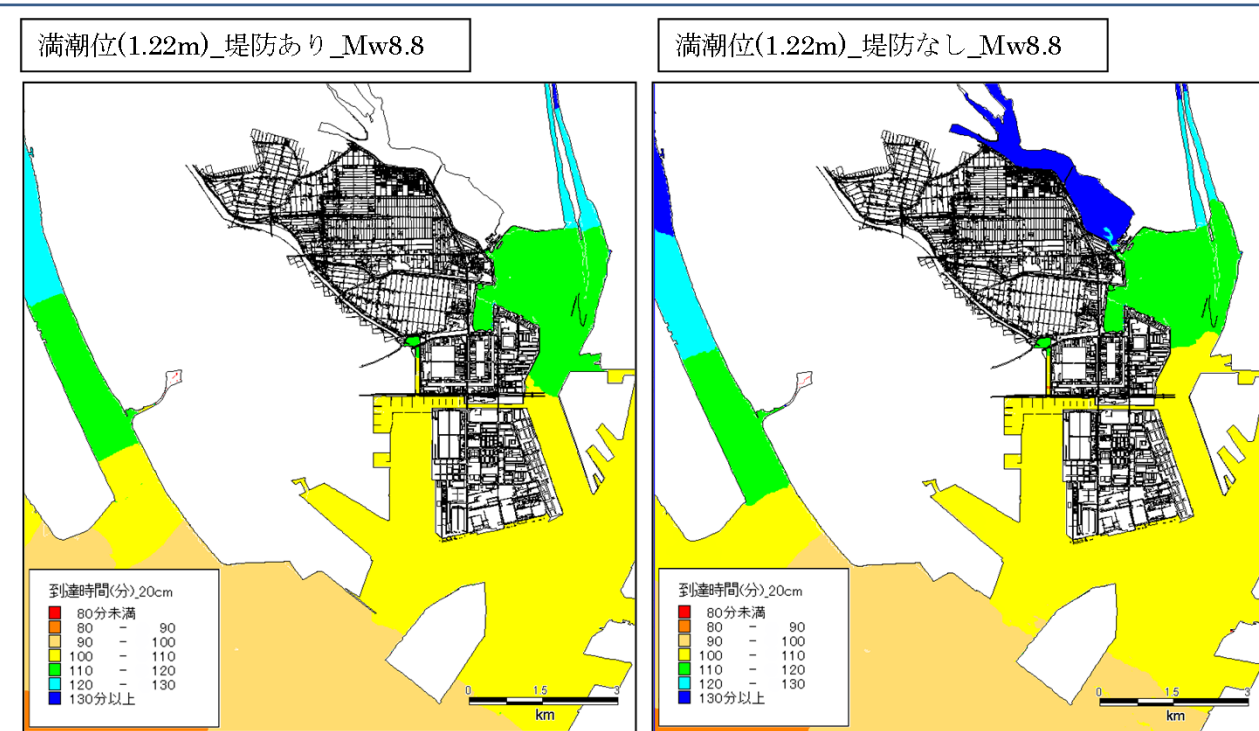 満潮位(1.22m)_堤防あり_Mw8.8
満潮位(1.22m)_堤防なし_Mw8.8
到達時間(分)_20cm
80分未満
80 - 90
90 - 100
100 - 110
110 - 120
120 - 130
130分以上
0 1.5 3
km
到達時間(分)_20cm
80分未満
80 - 90
90 - 100
100 - 110
110 - 120
120 - 130
130分以上
0 1.5 3
km